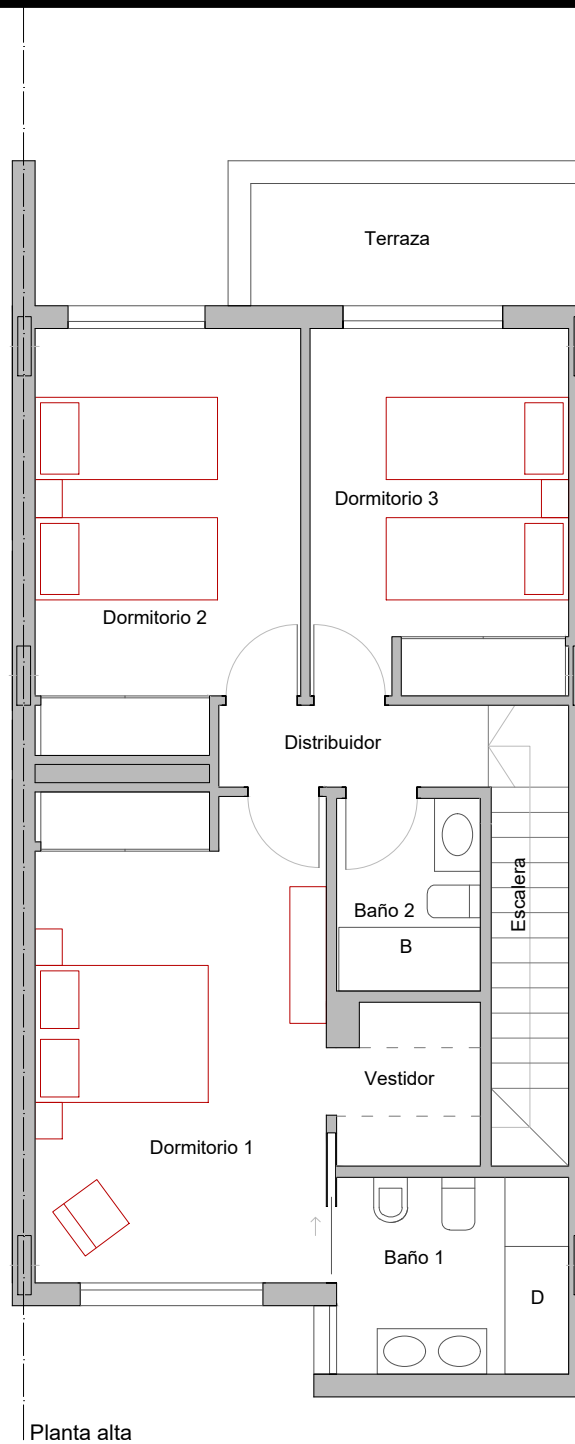 Terraza
Dormitorio 3
Dormitorio 2
Distribuidor
Escalera
Baño 2
B
Vestidor
Dormitorio 1
Baño 1
D
Planta alta